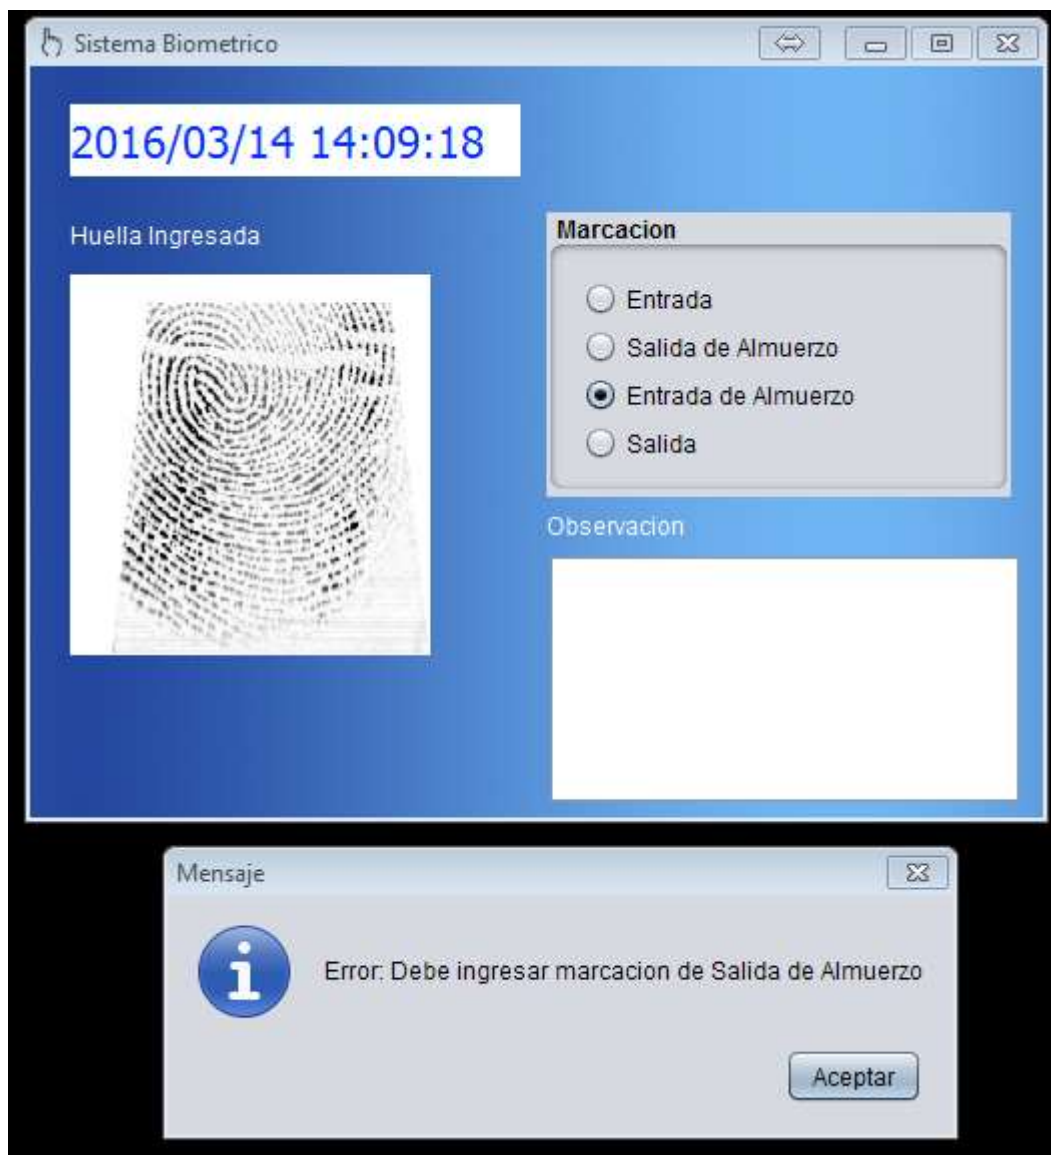 Sistema Biometrico
2016/03/14 14:09:18
Huella Ingresada
Marcacion
Entrada
Salida de Almuerzo
Entrada de Almuerzo
Salida
Observacion
Mensaje
Error: Debe ingresar marcacion de Salida de Almuerzo
Aceptar